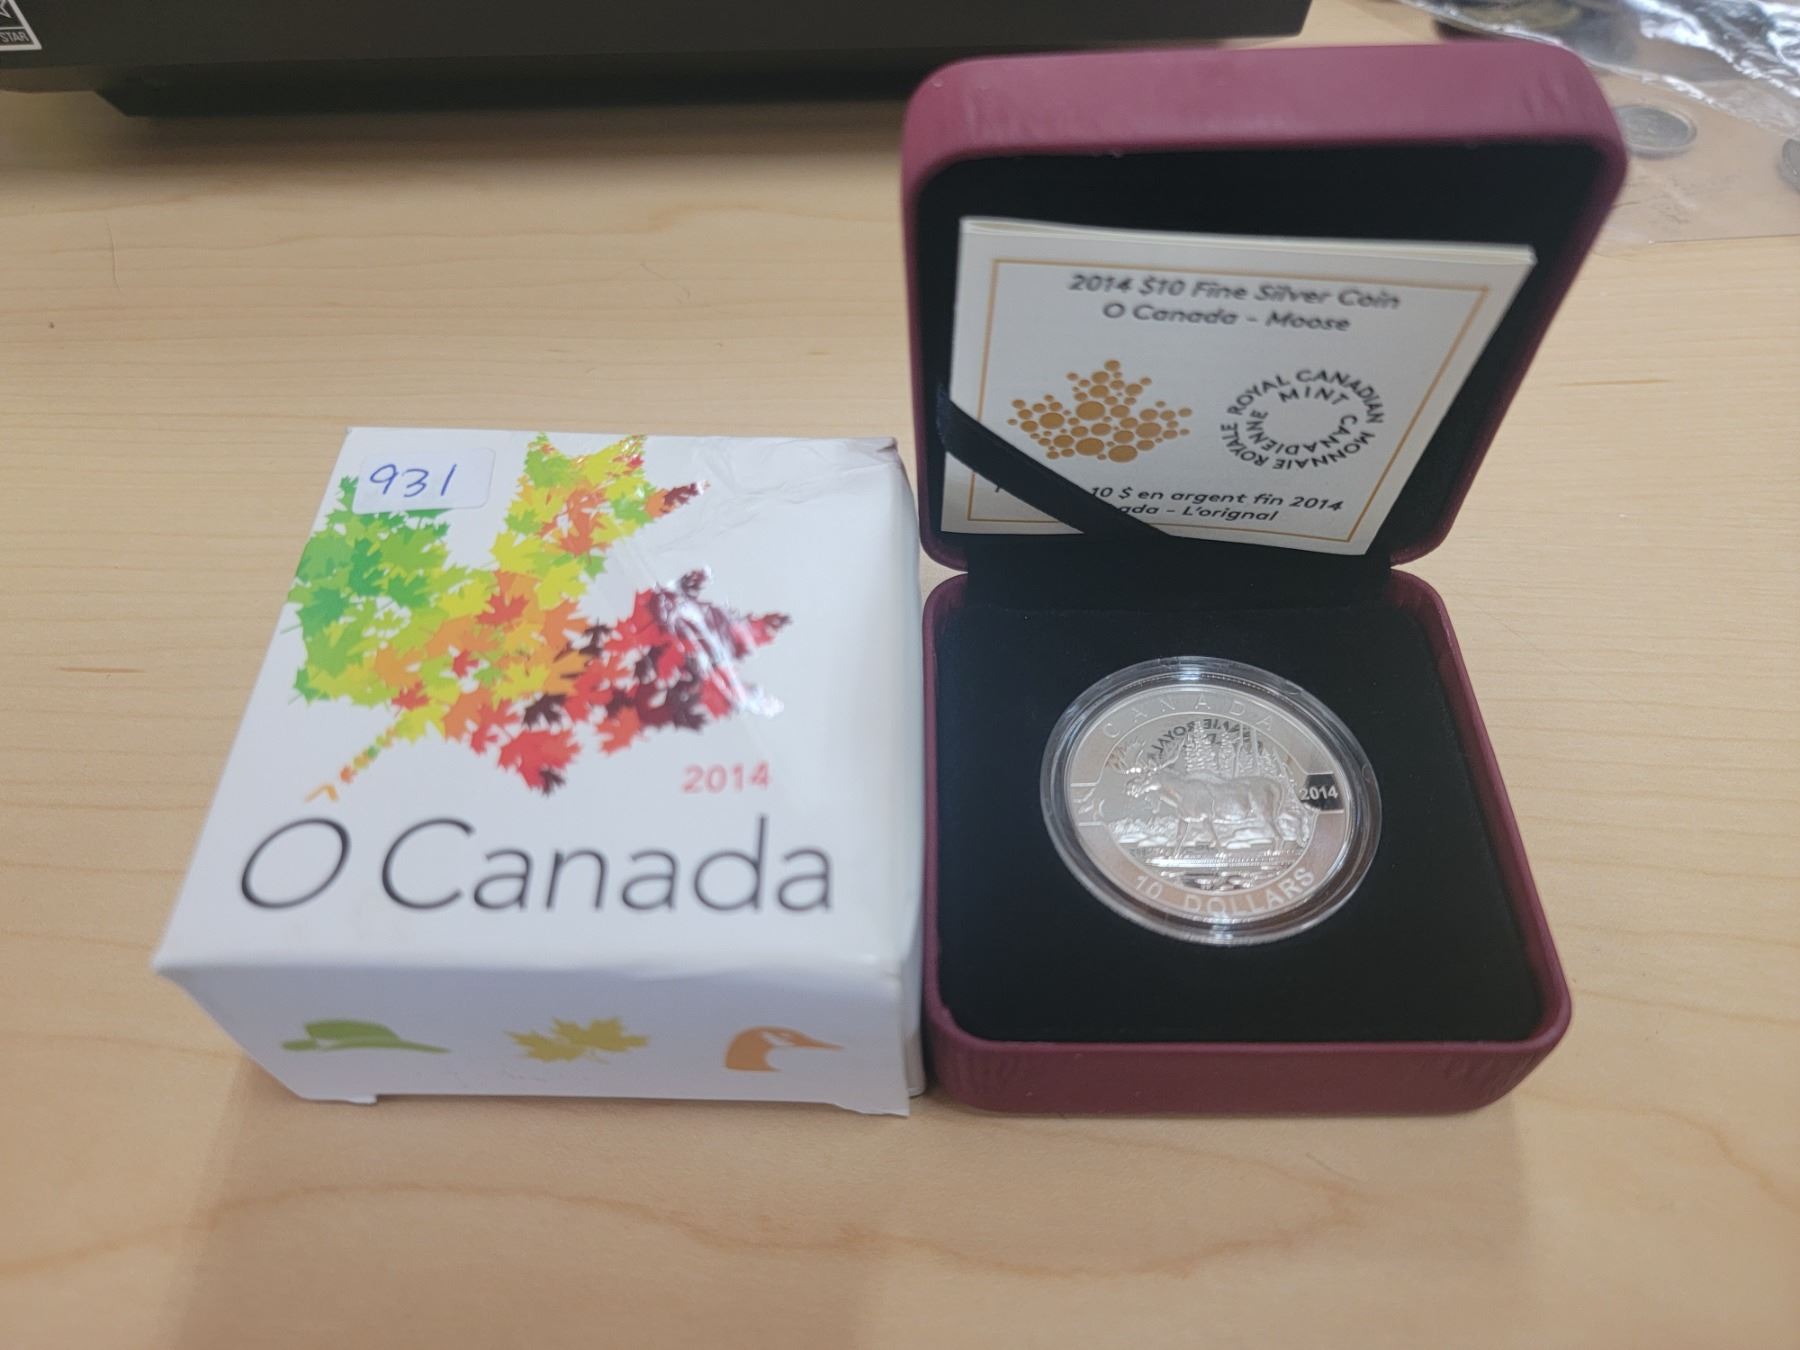 STAR
931
2014
O Canada
2014 $10 Fine Silver Coin
O Canada - Moose
ROYAL CANADIAN MINT
MONNAIE ROYALE CANADIENNE
10 $ en argent fin 2014
L'orignal
CANADA
2014
10 DOLLARS